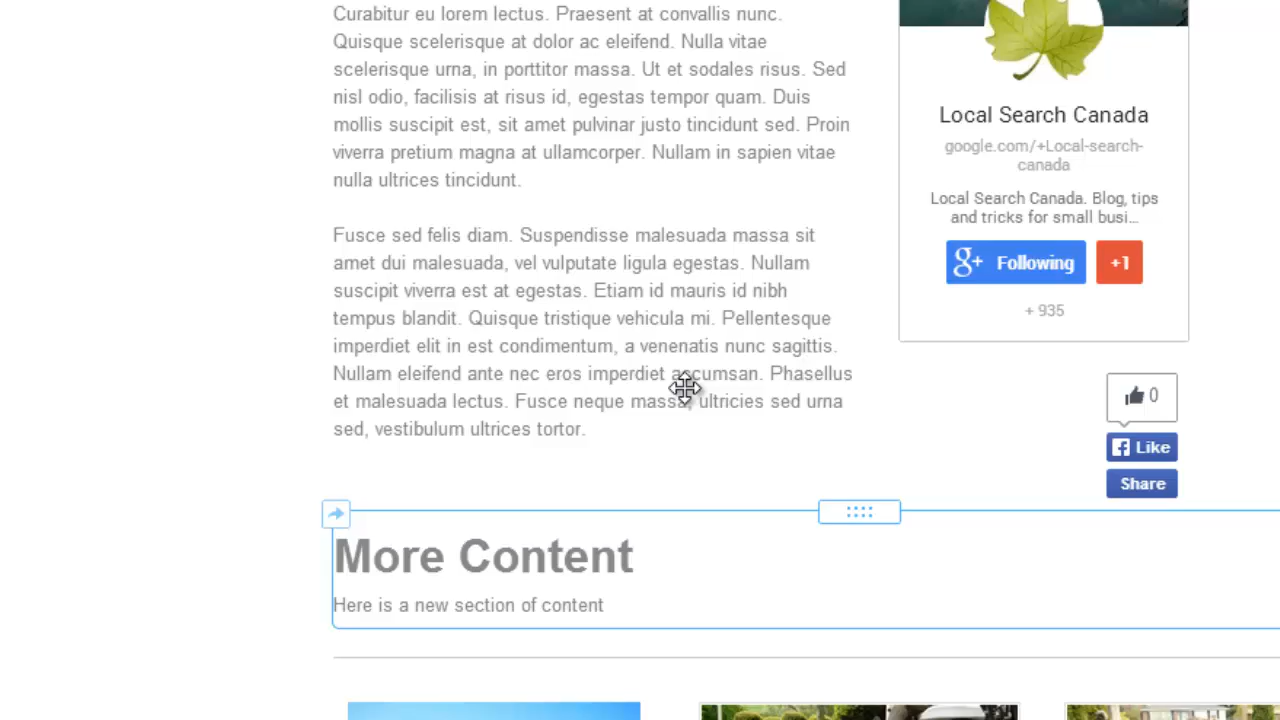 Curabitur eu lorem lectus. Praesent at convallis nunc.
Quisque scelerisque at dolor ac eleifend. Nulla vitae
scelerisque urna, in porttitor massa. Ut et sodales risus. Sed
nisl odio, facilisis at risus id, egestas tempor quam. Duis
mollis suscipit est, sit amet pulvinar justo tincidunt sed. Proin
viverra pretium magna at ullamcorper. Nullam in sapien vitae
nulla ultrices tincidunt.
Fusce sed felis diam. Suspendisse malesuada massa sit
amet dui malesuada, vel vulputate ligula egestas. Nullam
suscipit viverra est at egestas. Etiam id mauris id nibh
tempus blandit. Quisque tristique vehicula mi. Pellentesque
imperdiet elit in est condimentum, a venenatis nunc sagittis.
Nullam eleifend ante nec eros imperdiet accumsan. Phasellus
et malesuada lectus. Fusce neque massa, ultricies sed urna
sed, vestibulum ultrices tortor.
Local Search Canada
google.com/+Local-search-
canada
Local Search Canada. Blog, tips
and tricks for small busi...
g+ Following +1
+ 935
0
Like
Share
More Content
Here is a new section of content